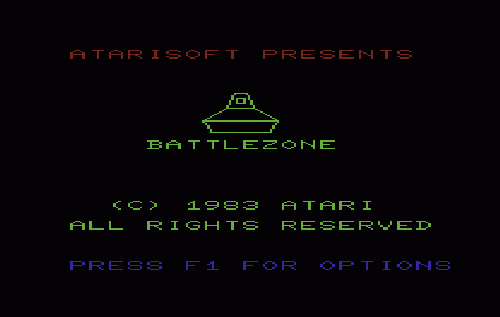 ATARISOFT PRESENTS
BATTLEZONE
(C) 1983 ATARI
ALL RIGHTS RESERVED
PRESS F1 FOR OPTIONS